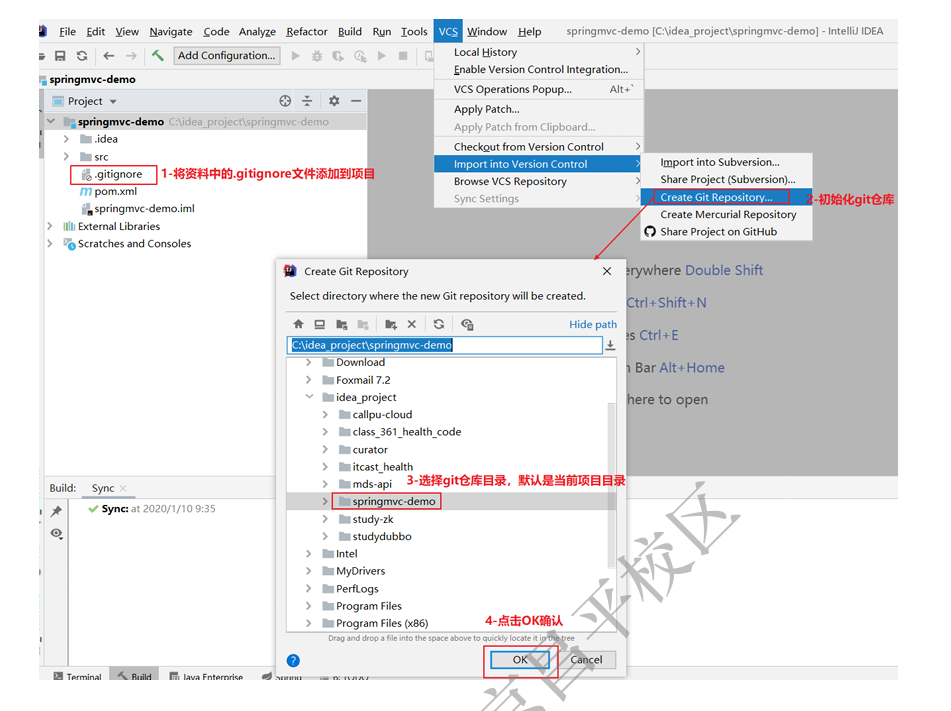 File Edit View Navigate Code Analyze Refactor Build Run Tools VCS Window Help springmvc-demo [C:\idea_project\springmvc-demo] - IntelliJ IDEA
Add Configuration...
springmvc-demo
Project
springmvc-demo C:\idea_project\springmvc-demo
.idea
src
.gitignore
1-将资料中的.gitignore文件添加到项目
pom.xml
springmvc-demo.iml
External Libraries
Scratches and Consoles
Local History
Enable Version Control Integration...
VCS Operations Popup... Alt+`
Apply Patch...
Apply Patch from Clipboard...
Checkout from Version Control
Import into Version Control
Browse VCS Repository
Sync Settings
Import into Subversion...
Share Project (Subversion)...
Create Git Repository...
2-初始化git仓库
Create Mercurial Repository
Share Project on GitHub
erywhere Double Shift
Ctrl+Shift+N
es Ctrl+E
Bar Alt+Home
here to open
Create Git Repository
Select directory where the new Git repository will be created.
Hide path
C:\idea_project\springmvc-demo
Download
Foxmail 7.2
idea_project
callpu-cloud
class_361_health_code
curator
itcast_health
mds-api
3-选择git仓库目录，默认是当前项目目录
springmvc-demo
study-zk
studydubbo
Intel
MyDrivers
PerfLogs
Program Files
Program Files (x86)
4-点击OK确认
Drag and drop a file into the space above to quickly locate it in the tree
? OK Cancel
Build: Sync
Sync: at 2020/1/10 9:35
Terminal Build Java Enterprise Spring 6: TODO
昌平校区